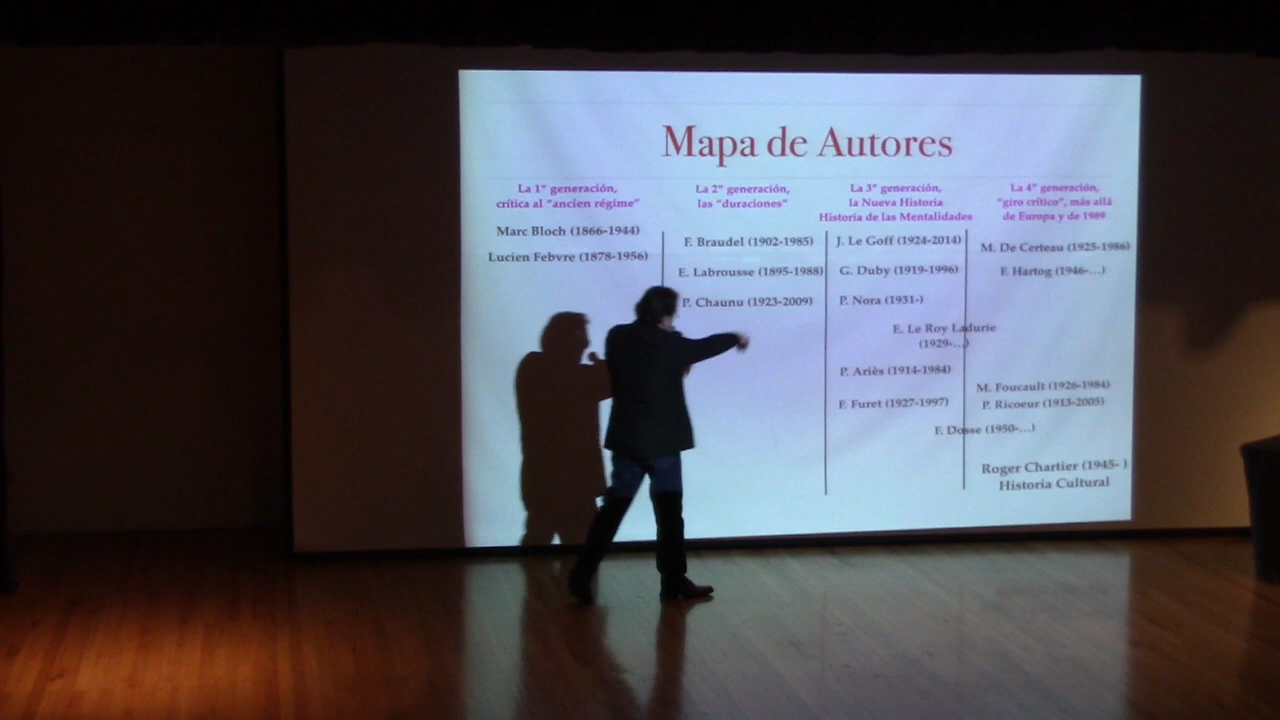 Mapa de Autores
La 1ª generación,
crítica al "ancien régime"
Marc Bloch (1866-1944)
Lucien Febvre (1878-1956)
La 2ª generación,
las "duraciones"
F. Braudel (1902-1985)
E. Labrousse (1895-1988)
P. Chaunu (1923-2009)
La 3ª generación,
la Nueva Historia
Historia de las Mentalidades
J. Le Goff (1924-2014)
G. Duby (1919-1996)
P. Nora (1931-)
E. Le Roy Ladurie
(1929-...)
P. Ariès (1914-1984)
F. Furet (1927-1997)
La 4ª generación,
"giro crítico", más allá
de Europa y de 1989
M. De Certeau (1925-1986)
F. Hartog (1946-...)
M. Foucault (1926-1984)
P. Ricoeur (1913-2005)
F. Dosse (1950-...)
Roger Chartier (1945- )
Historia Cultural